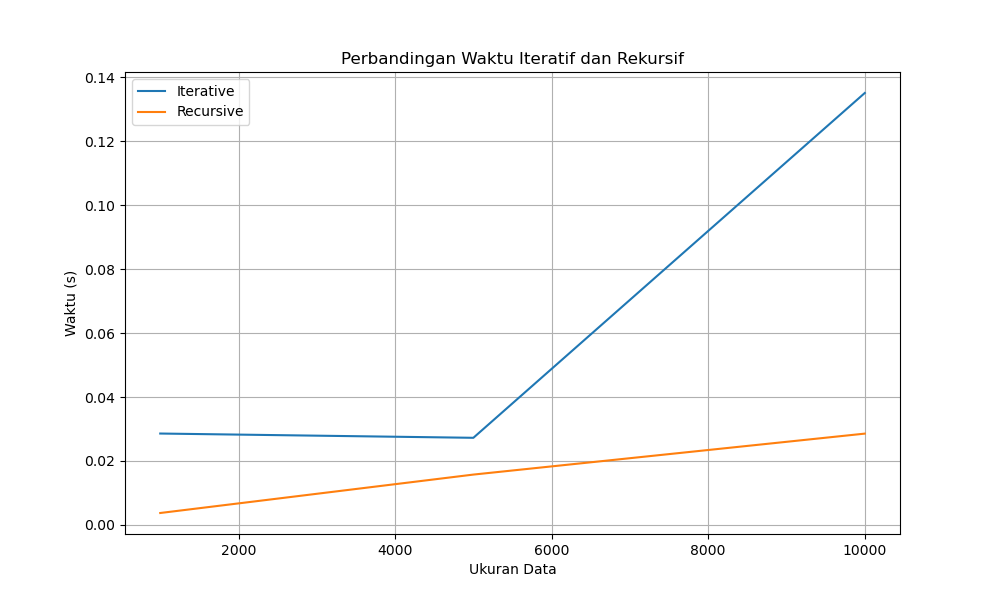 Perbandingan Waktu Iteratif dan Rekursif
Iterative
Recursive
0.14
0.12
0.10
0.08
0.06
0.04
0.02
0.00
Waktu (s)
2000
4000
6000
8000
10000
Ukuran Data